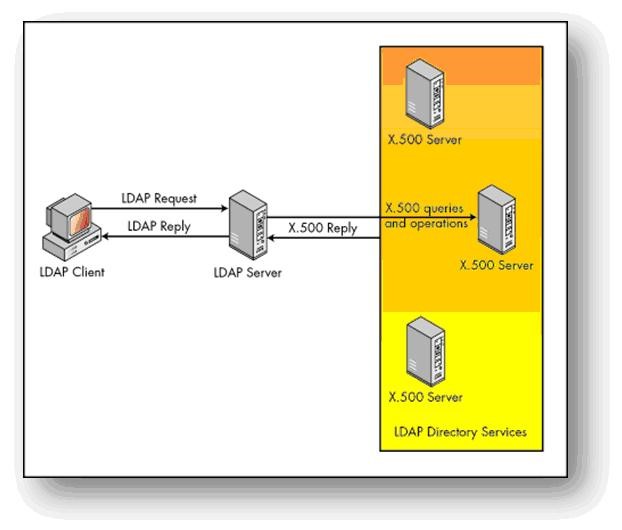 X.500 Server
LDAP Request
LDAP Reply
X.500 queries
and operations
X.500 Reply
LDAP Client
LDAP Server
X.500 Server
X.500 Server
LDAP Directory Services